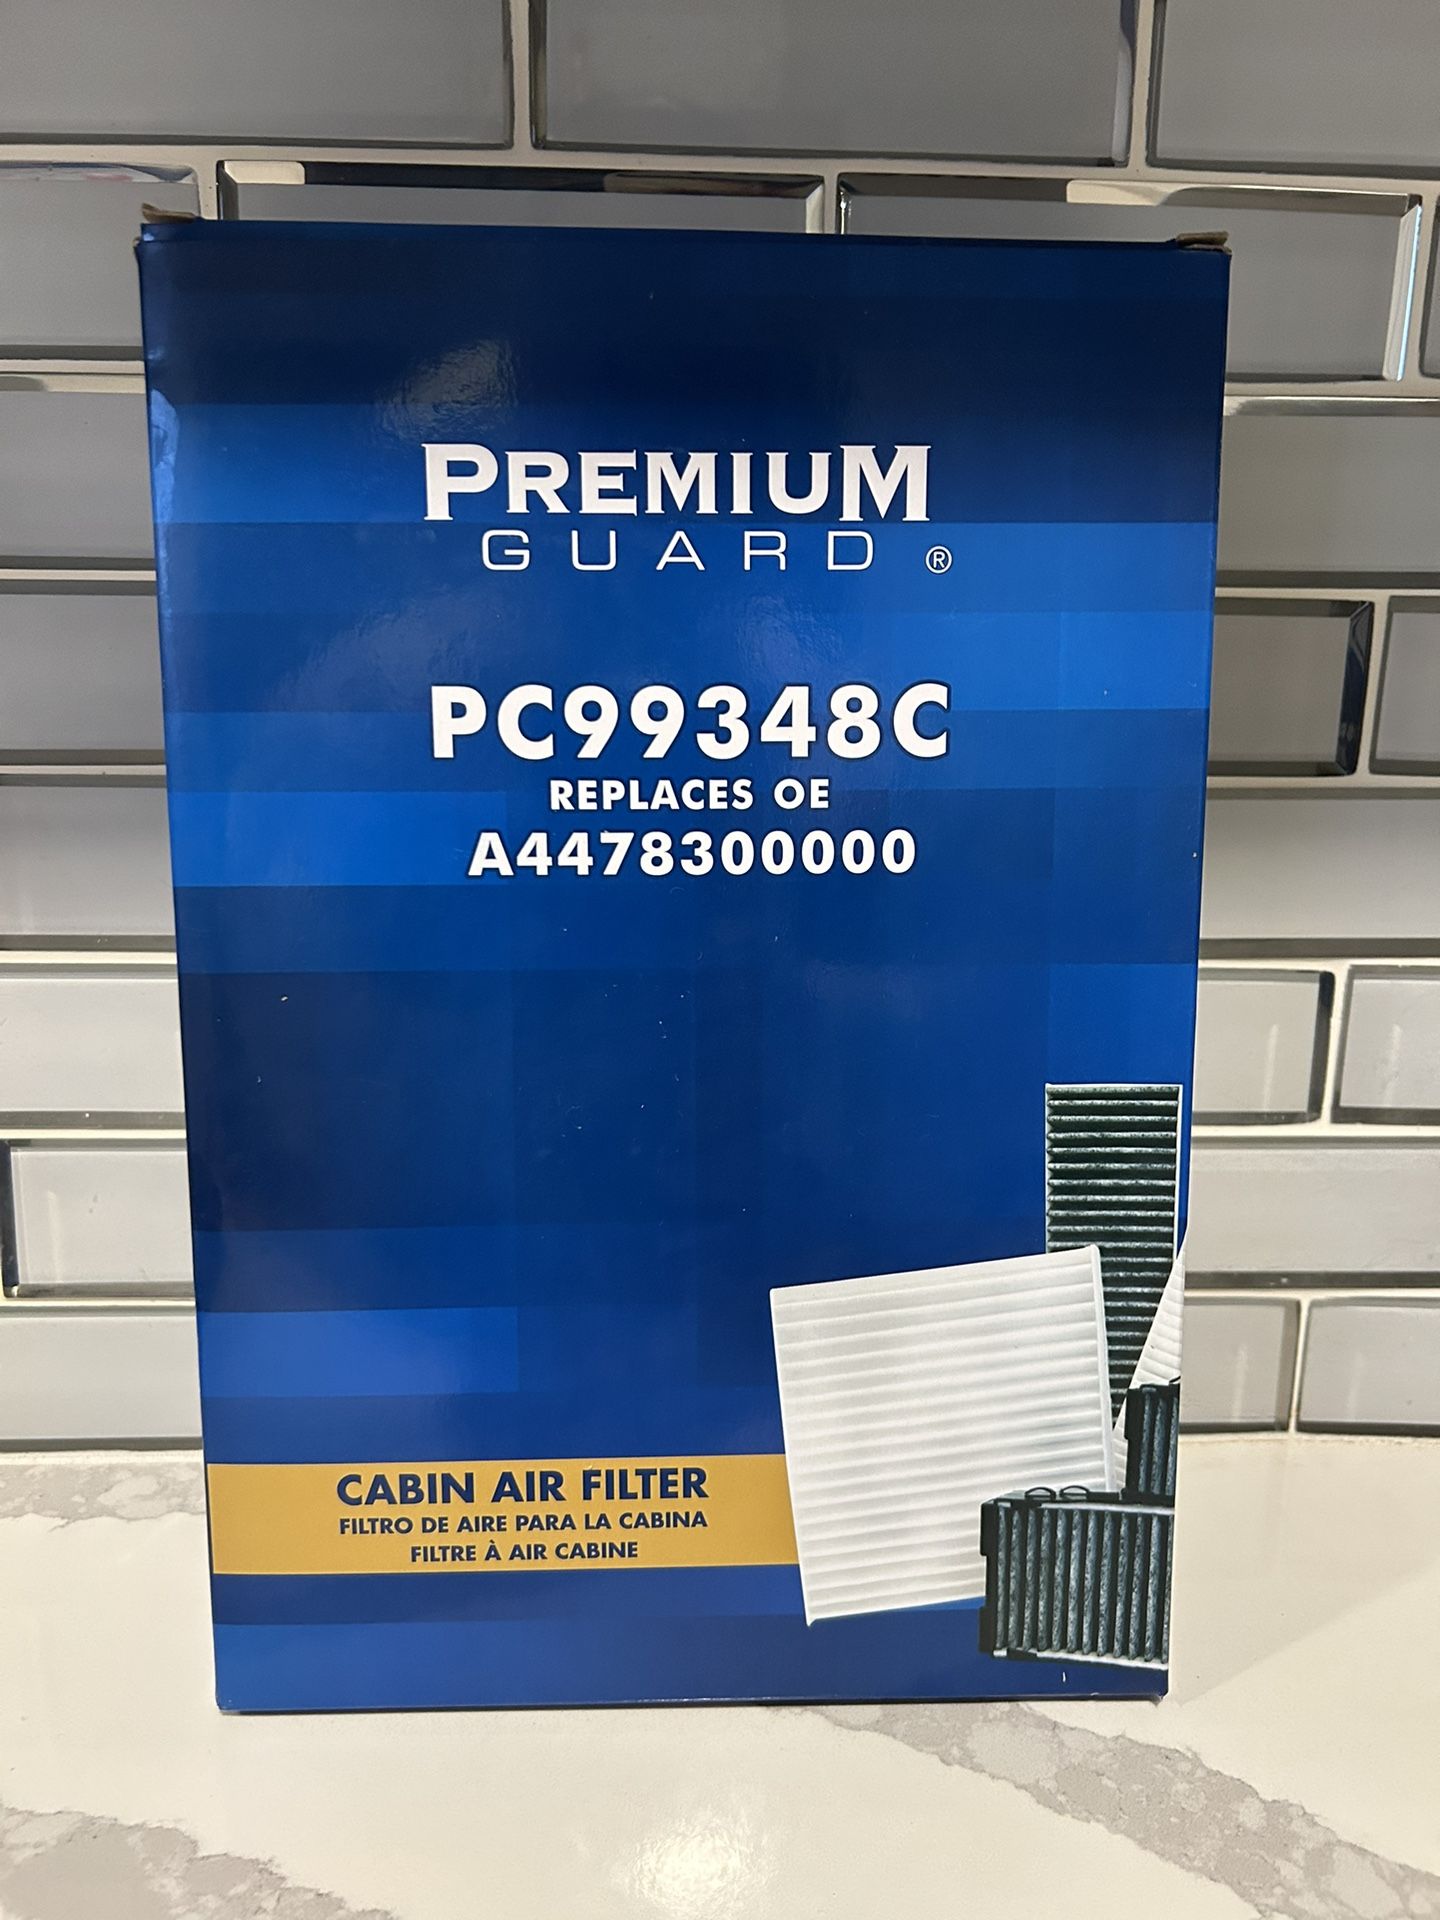 PREMIUM
GUARD ®
PC99348C
REPLACES OE
A4478300000
CABIN AIR FILTER
FILTRO DE AIRE PARA LA CABINA
FILTRE À AIR CABINE